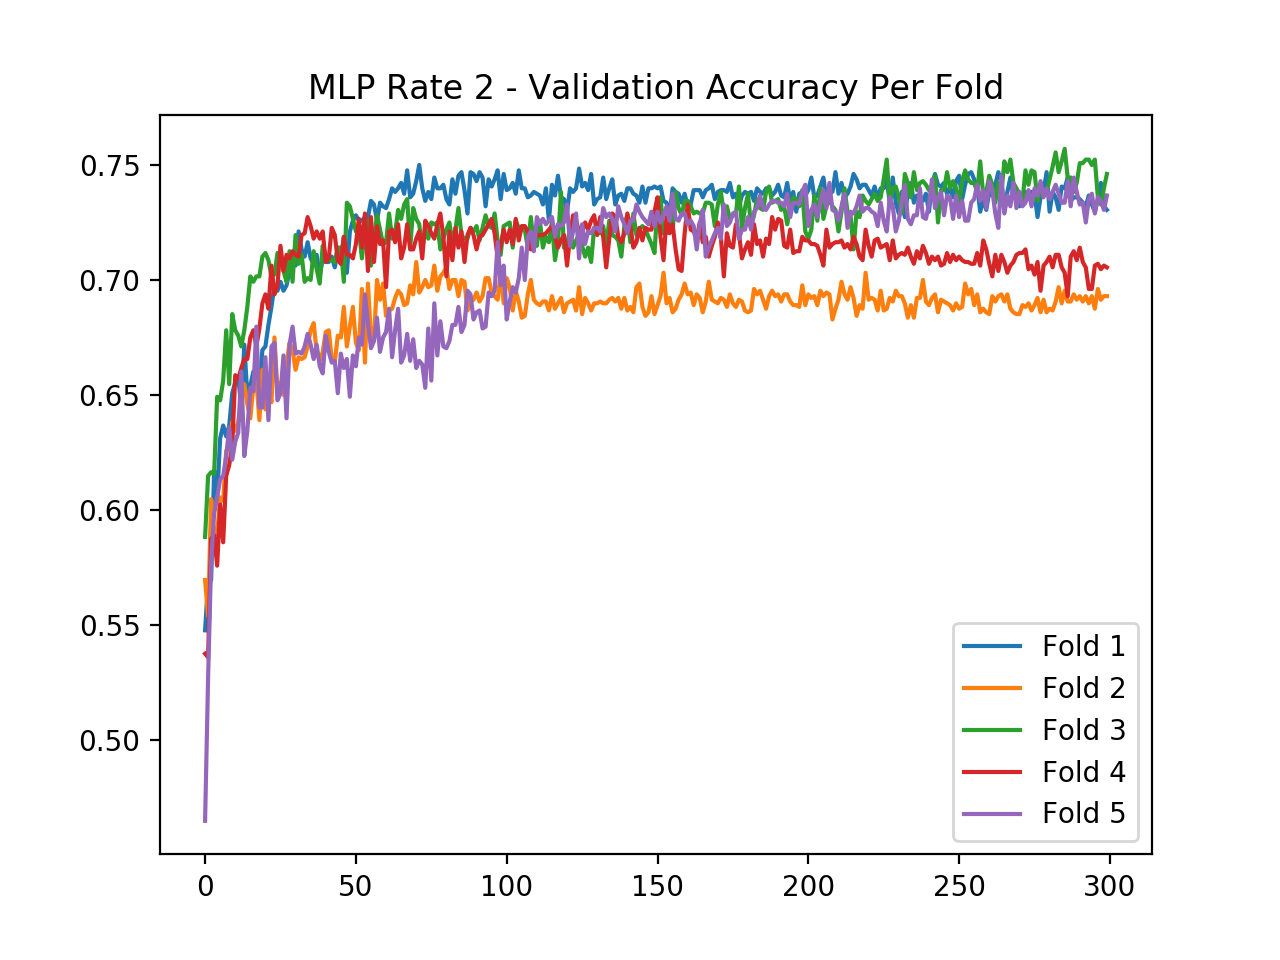 MLP Rate 2 - Validation Accuracy Per Fold
0.75
0.70
0.65
0.60
0.55
0.50
0 50 100 150 200 250 300
Fold 1
Fold 2
Fold 3
Fold 4
Fold 5